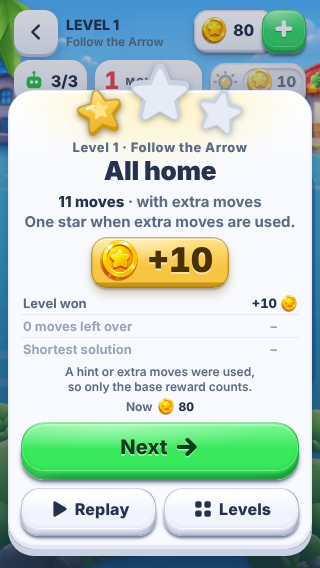 LEVEL 1
Follow the Arrow
80
3/3
1
10
Level 1 · Follow the Arrow
All home
11 moves · with extra moves
One star when extra moves are used.
+10
Level won +10
0 moves left over –
Shortest solution –
A hint or extra moves were used,
so only the base reward counts.
Now 80
Next
Replay
Levels